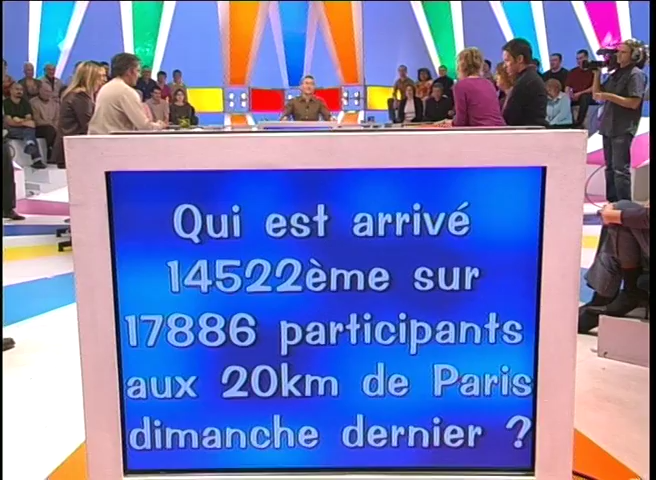 Qui est arrivé
14522ème sur
17886 participants
aux 20km de Paris
dimanche dernier ?